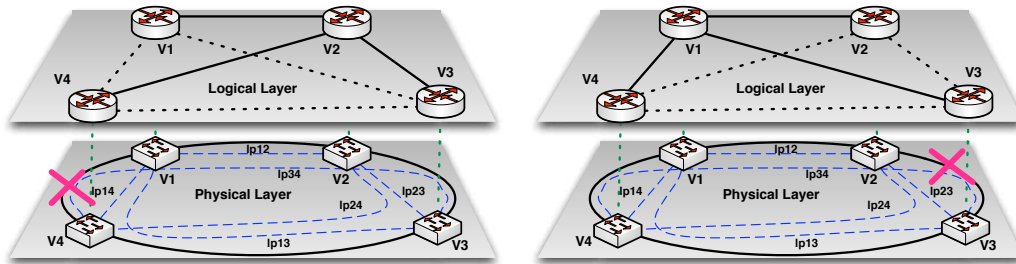 V1
V2
V4
V3
Logical Layer
lp12
lp34
V1
V2
lp14
Physical Layer
lp23
lp24
V4
lp13
V3
V1
V2
V4
V3
Logical Layer
lp12
lp34
V1
V2
lp14
Physical Layer
lp23
lp24
V4
lp13
V3